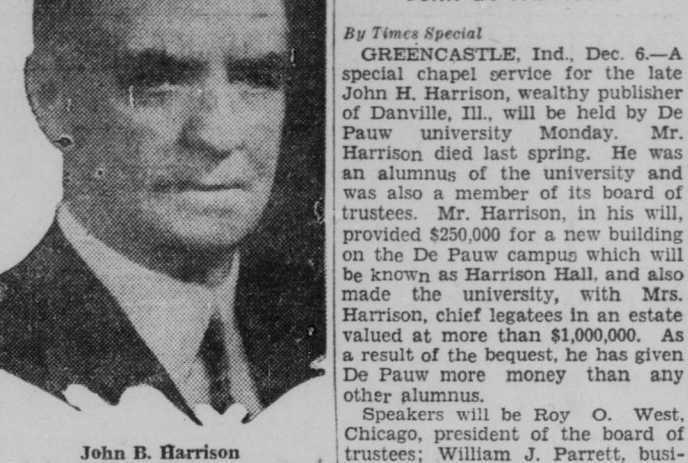 By Times Special
GREENCASTLE, Ind., Dec. 6.—A
special chapel service for the late
John H. Harrison, wealthy publisher
of Danville, Ill., will be held by De
Pauw university Monday. Mr.
Harrison died last spring. He was
an alumnus of the university and
was also a member of its board of
trustees. Mr. Harrison, in his will,
provided $250,000 for a new building
on the De Pauw campus which will
be known as Harrison Hall, and also
made the university, with Mrs.
Harrison, chief legatees in an estate
valued at more than $1,000,000. As
a result of the bequest, he has given
De Pauw more money than any
other alumnus.
Speakers will be Roy O. West,
Chicago, president of the board of
trustees; William J. Parrett, busi-
John B. Harrison